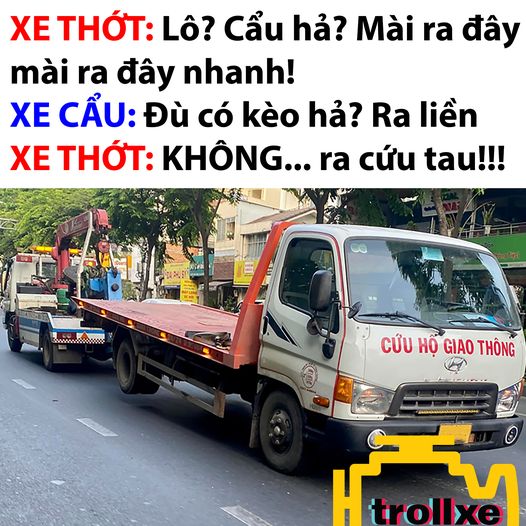 XE THỚT: Lô? Cẩu hả? Mài ra đây
mài ra đây nhanh!
XE CẨU: Đù có kèo hả? Ra liền
XE THỚT: KHÔNG... ra cứu tau!!!
CỨU HỘ GIAO THÔNG
trollxe